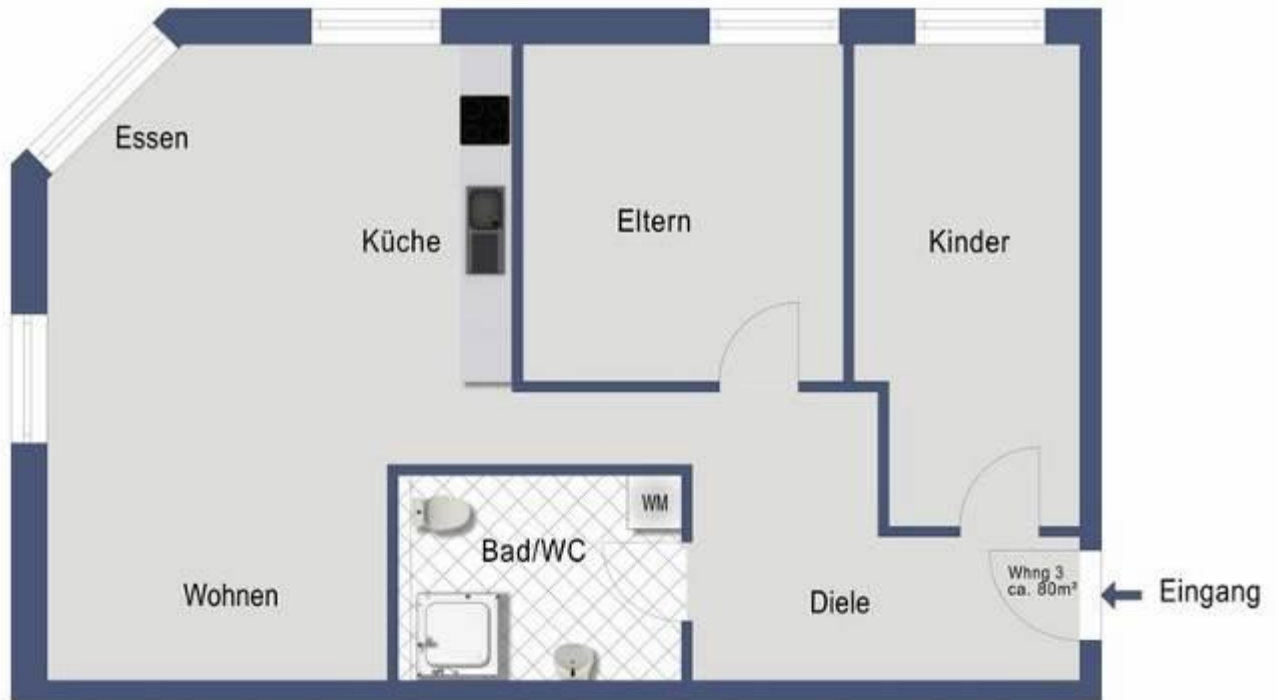 Essen
Küche
Eltern
Kinder
WM
Bad/WC
Wohnen
Diele
Whng 3
ca. 80m²
Eingang